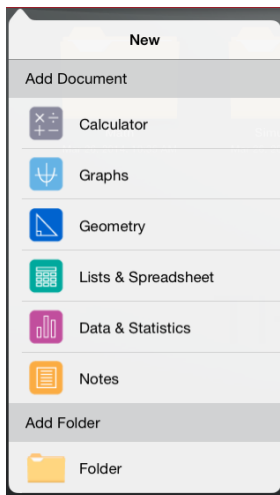 New
Add Document
Calculator
Graphs
Geometry
Lists & Spreadsheet
Data & Statistics
Notes
Add Folder
Folder